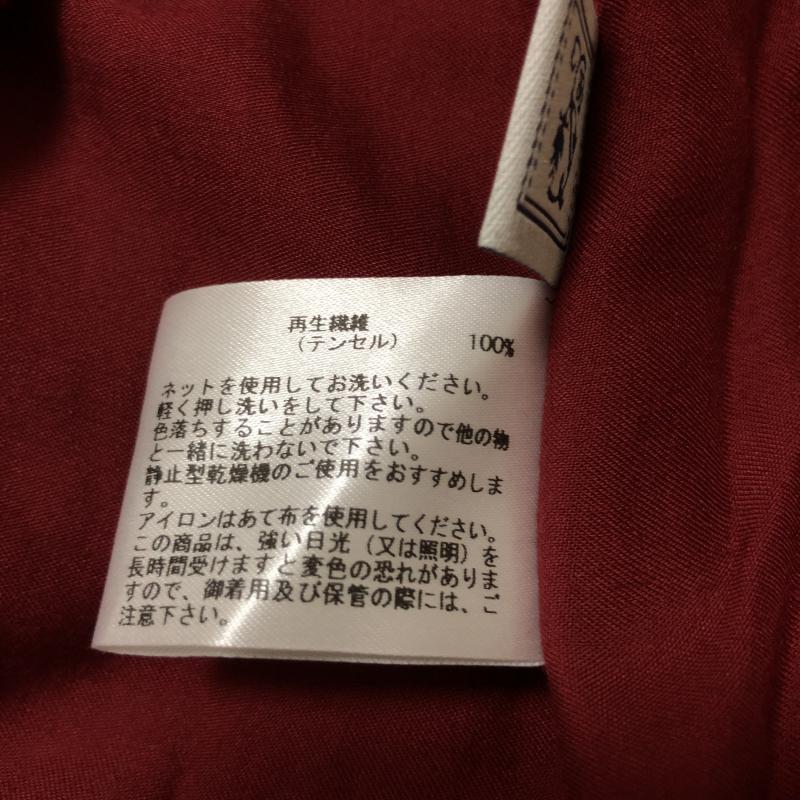 再生繊維
（テンセル） 100%
ネットを使用してお洗いください。
軽く押し洗いをして下さい。
色落ちすることがありますので他の物
と一緒に洗わないで下さい。
静止型乾燥機のご使用をおすすめしま
す。
アイロンはあて布を使用してください。
この商品は、強い日光（又は照明）を
長時間受けますと変色の恐れがありま
すので、御着用及び保管の際には、ご
注意下さい。